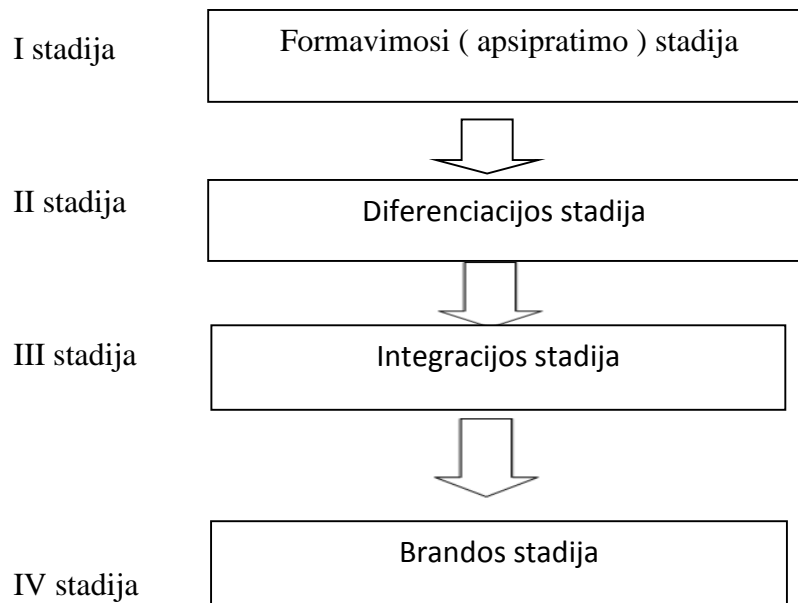 I stadija
Formavimosi ( apsipratimo ) stadija
II stadija
Diferenciacijos stadija
III stadija
Integracijos stadija
Brandos stadija
IV stadija